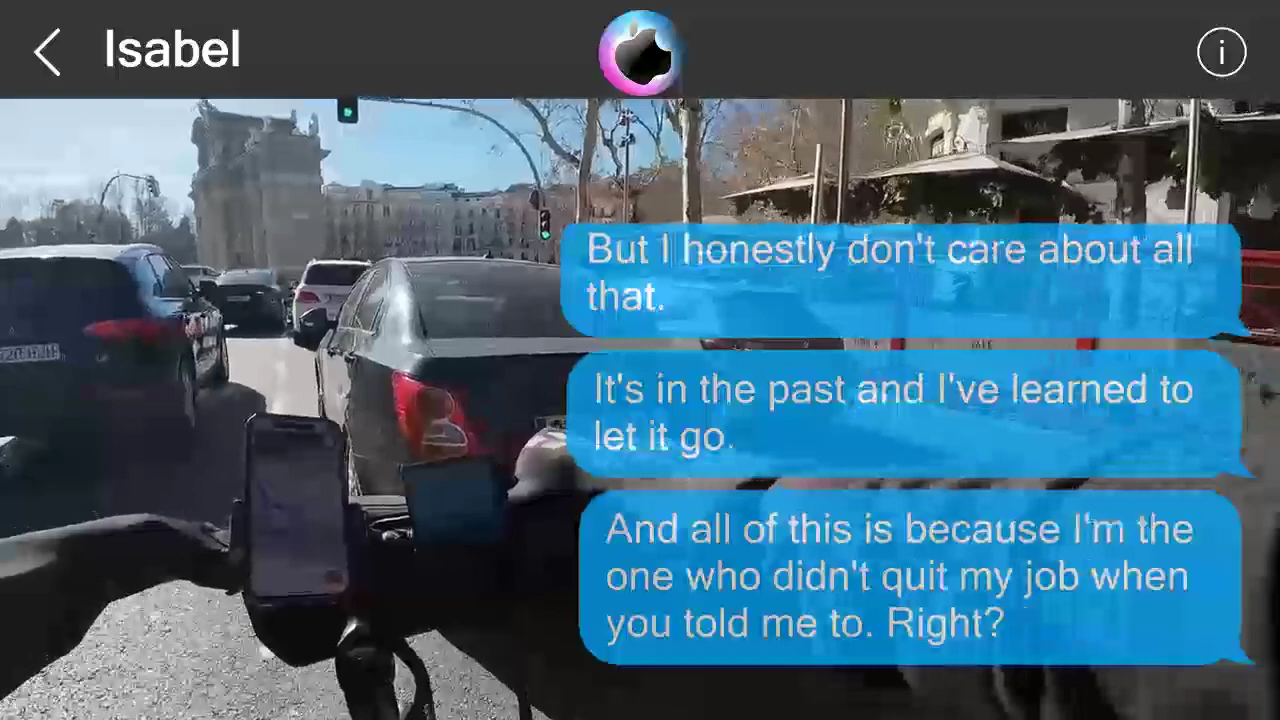 Isabel
But I honestly don't care about all
that.
It's in the past and I've learned to
let it go.
And all of this is because I'm the
one who didn't quit my job when
you told me to. Right?